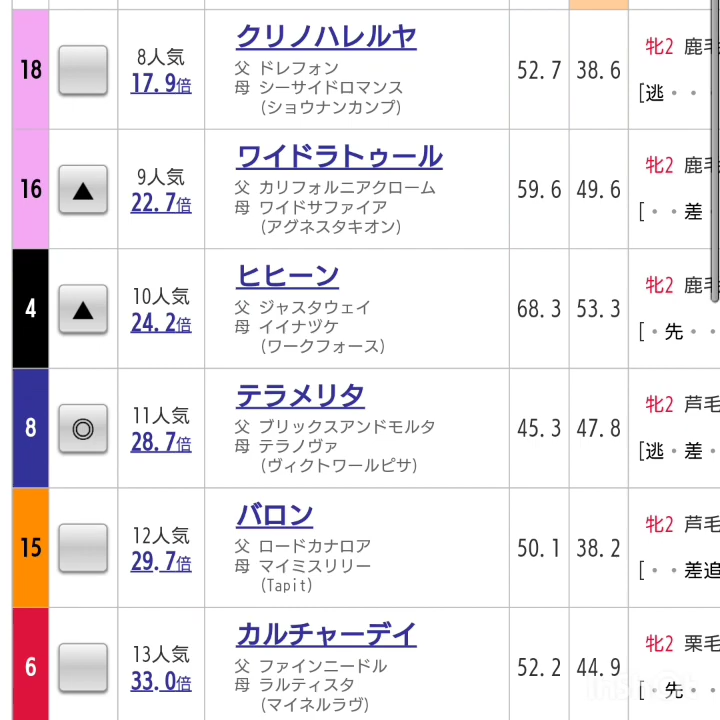 18 8人気 17.9倍 クリノハレルヤ 52.7 38.6 牝2 鹿毛
父 ドレフォン
母 シーサイドロマンス
(ショウナンカンプ) [逃・・
16 ▲ 9人気 22.7倍 ワイドラトゥール 59.6 49.6 牝2 鹿毛
父 カリフォルニアクローム
母 ワイドサファイア
(アグネスタキオン) [・・差・
4 ▲ 10人気 24.2倍 ヒヒーン 68.3 53.3 牝2 鹿毛
父 ジャスタウェイ
母 イイナヅケ
(ワークフォース) [・先・・
8 ◎ 11人気 28.7倍 テラメリタ 45.3 47.8 牝2 芦毛
父 ブリックスアンドモルタ
母 テラノヴァ
(ヴィクトワールピサ) [逃・差・
15 12人気 29.7倍 バロン 50.1 38.2 牝2 芦毛
父 ロードカナロア
母 マイミスリリー
(Tapit) [・・差追
6 13人気 33.0倍 カルチャーデイ 52.2 44.9 牝2 栗毛
父 ファインニードル
母 ラルティスタ
(マイネルラヴ) [・先・・